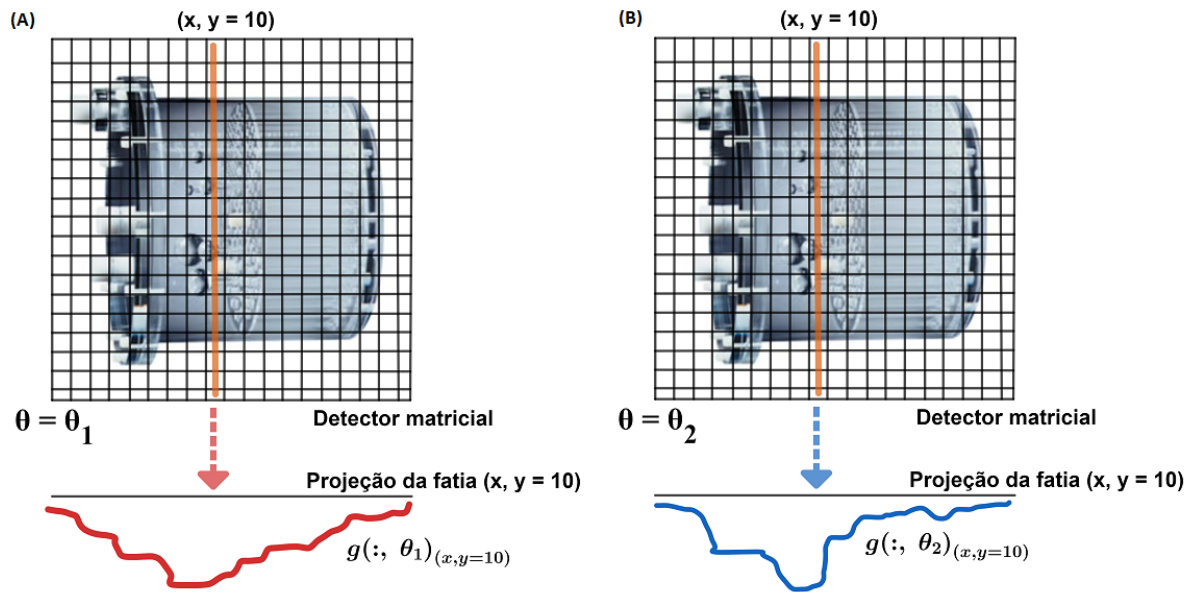 (A)
(x, y = 10)
(B)
(x, y = 10)
θ = θ₁
Detector matricial
θ = θ₂
Detector matricial
Projeção da fatia (x, y = 10)
g(:, θ₁)₍ₓ,y₌₁₀₎
Projeção da fatia (x, y = 10)
g(:, θ₂)₍ₓ,y₌₁₀₎